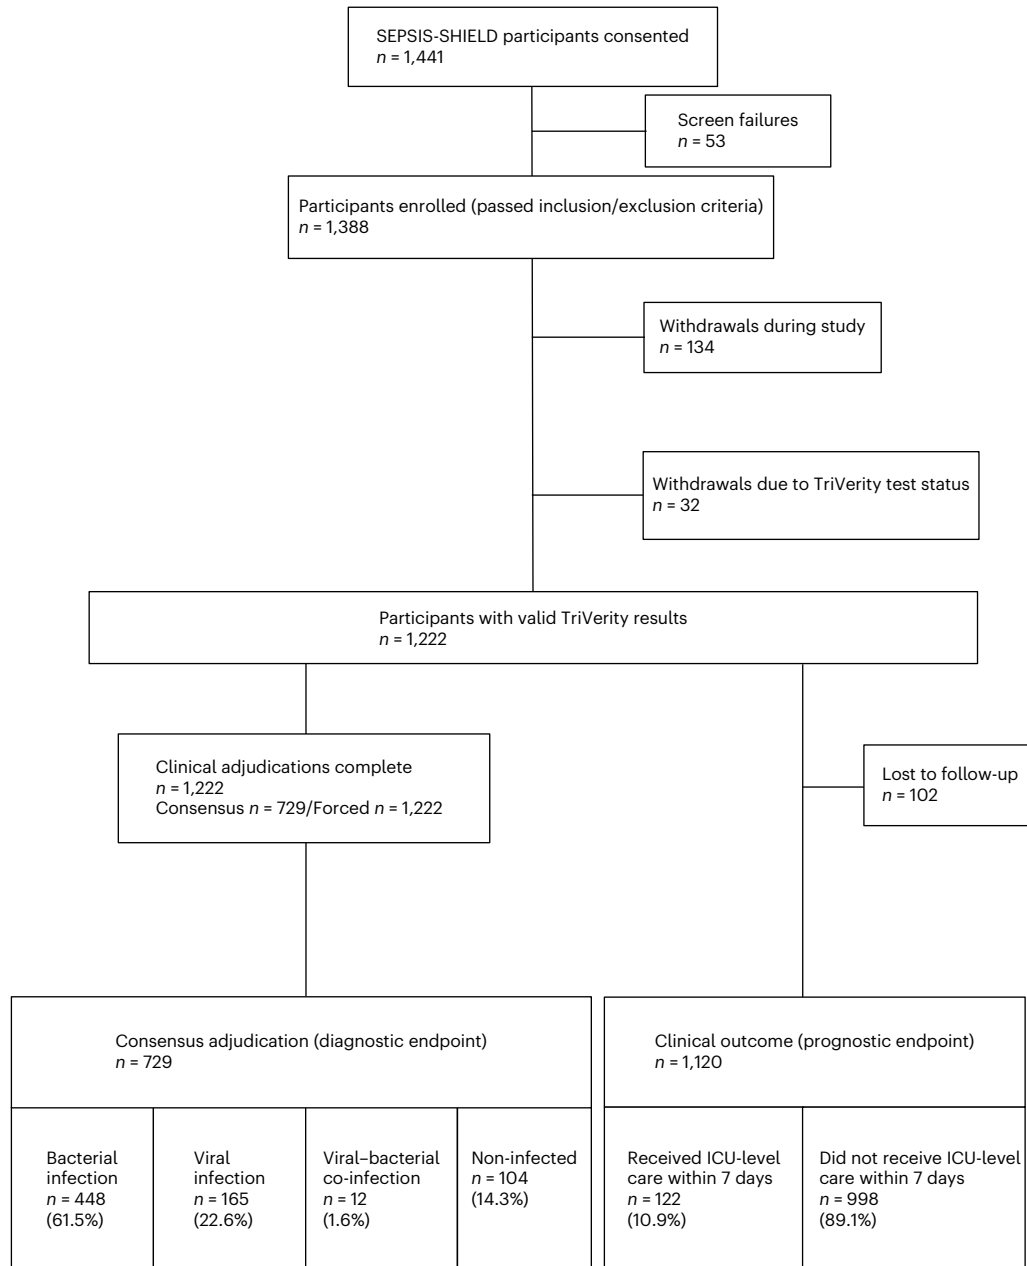 SEPSIS-SHIELD participants consented
n = 1,441
Screen failures
n = 53
Participants enrolled (passed inclusion/exclusion criteria)
n = 1,388
Withdrawals during study
n = 134
Withdrawals due to TriVerity test status
n = 32
Participants with valid TriVerity results
n = 1,222
Clinical adjudications complete
n = 1,222
Consensus n = 729/Forced n = 1,222
Lost to follow-up
n = 102
Consensus adjudication (diagnostic endpoint)
n = 729
Clinical outcome (prognostic endpoint)
n = 1,120
Bacterial
infection
n = 448
(61.5%)
Viral
infection
n = 165
(22.6%)
Viral–bacterial
co-infection
n = 12
(1.6%)
Non-infected
n = 104
(14.3%)
Received ICU-level
care within 7 days
n = 122
(10.9%)
Did not receive ICU-level
care within 7 days
n = 998
(89.1%)